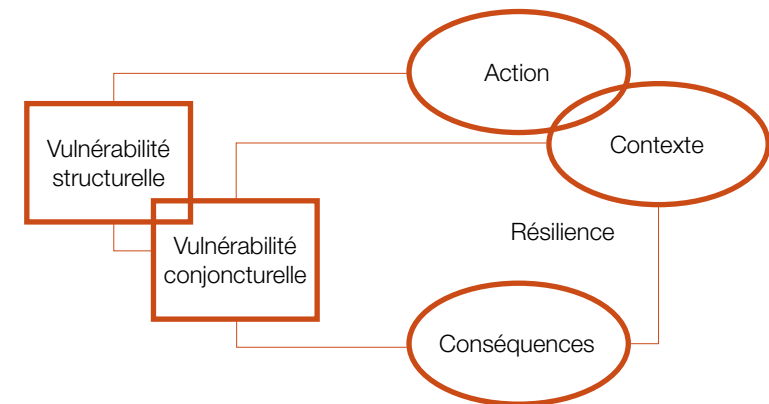 Action
Vulnérabilité
structurelle
Contexte
Vulnérabilité
conjoncturelle
Résilience
Conséquences